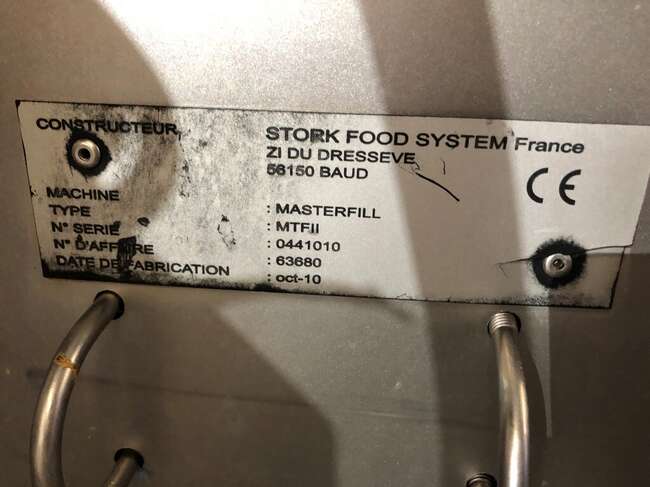 CONSTRUCTEUR
STORK FOOD SYSTEM France
ZI DU DRESSEVE
56150 BAUD
CE
MACHINE : MASTERFILL
TYPE : MTFII
N° SERIE : 0441010
N° D'AFFAIRE : 63680
DATE DE FABRICATION : oct-10